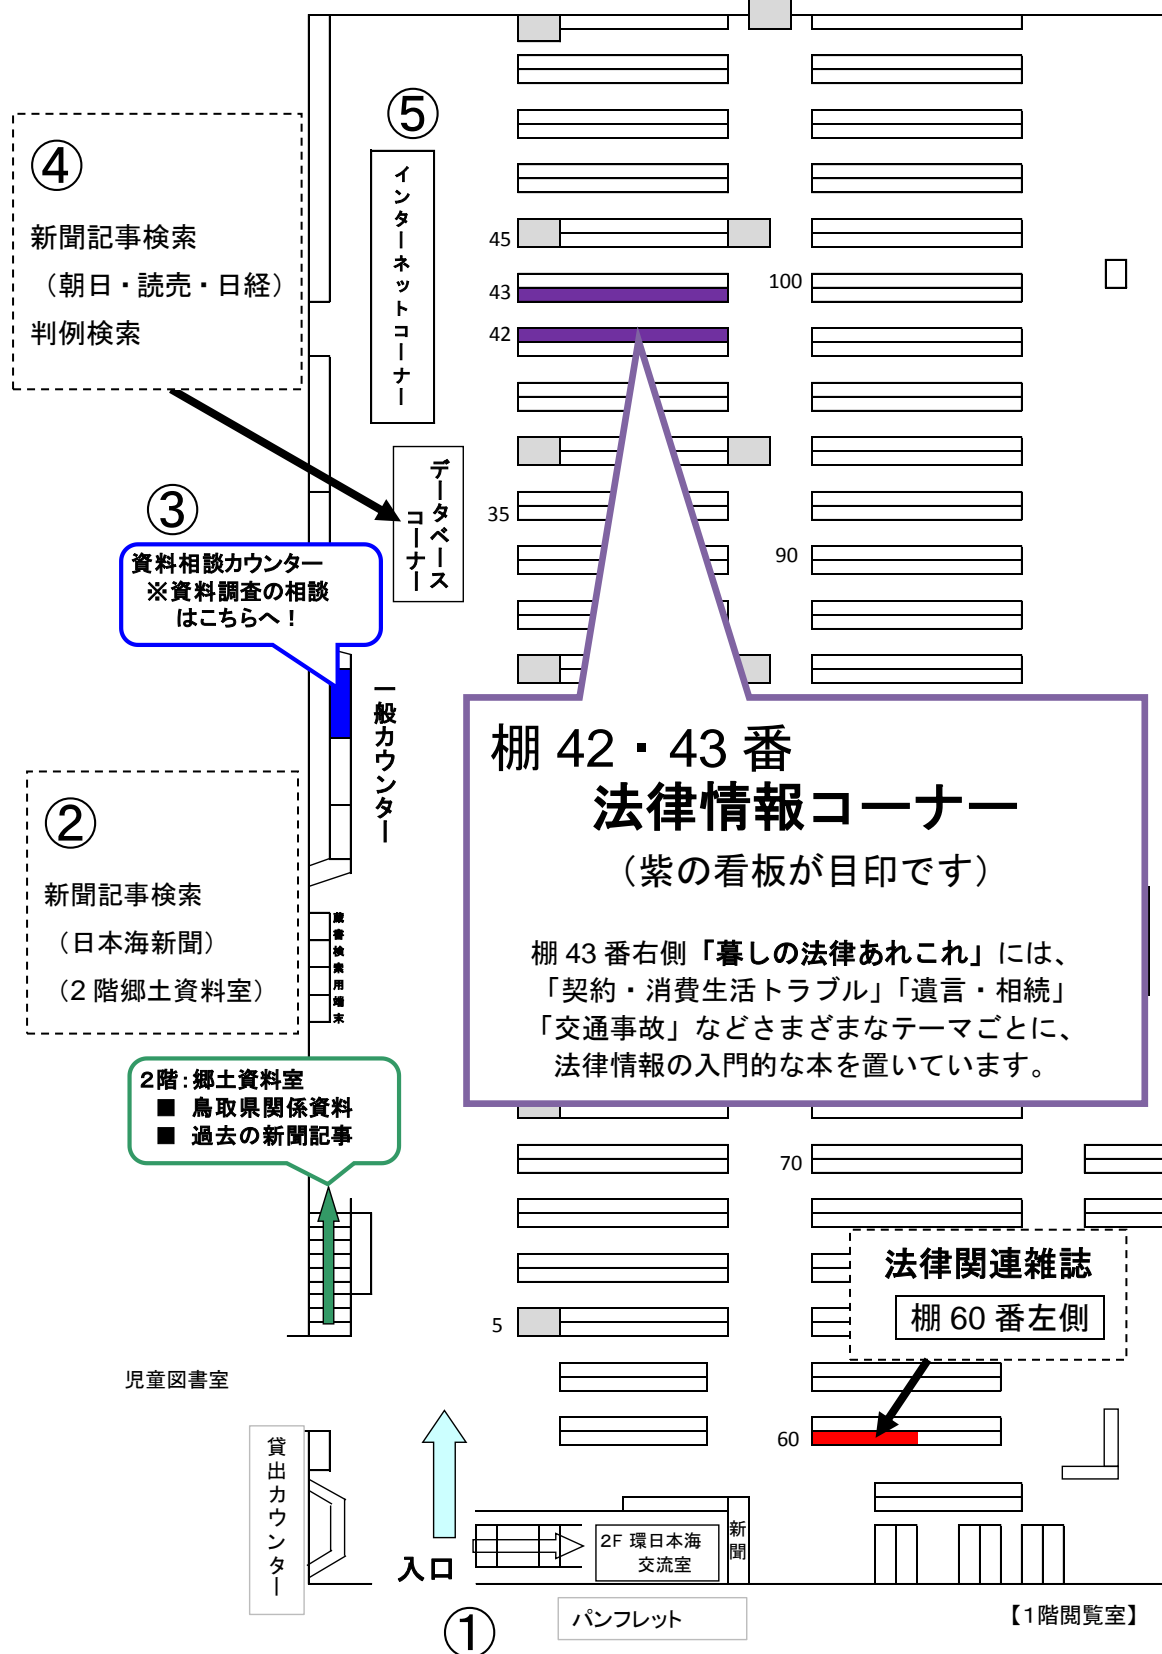 ⑤
④
新聞記事検索
（朝日・読売・日経）
判例検索
インターネットコーナー
45
43
42
100
データベース
コーナー
35
90
③
資料相談カウンター
※資料調査の相談
はこちらへ！
一般カウンター
棚 42・43 番
法律情報コーナー
（紫の看板が目印です）
棚 43 番右側「暮しの法律あれこれ」には、
「契約・消費生活トラブル」「遺言・相続」
「交通事故」などさまざまなテーマごとに、
法律情報の入門的な本を置いています。
②
新聞記事検索
（日本海新聞）
（2 階郷土資料室）
蔵書検索用端末
2階：郷土資料室
■ 鳥取県関係資料
■ 過去の新聞記事
70
法律関連雑誌
棚 60 番左側
5
児童図書室
60
貸出カウンター
入口
2F 環日本海
交流室
新聞
①
パンフレット
【1階閲覧室】